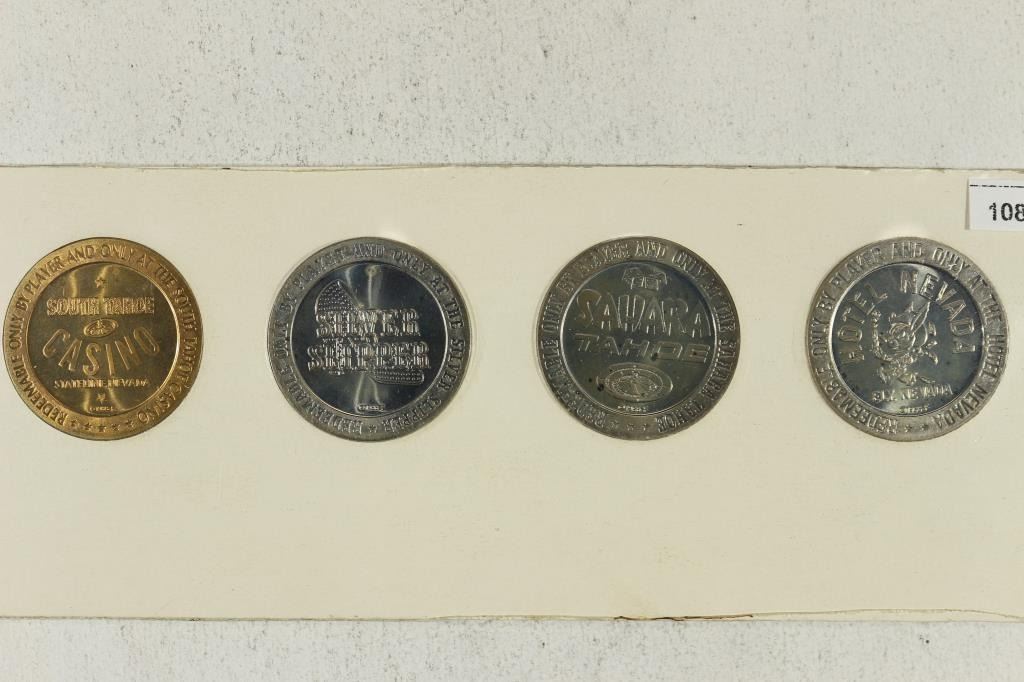 108
REDEEMABLE ONLY BY PLAYER AND ONLY AT THE SOUTH TAHOE CASINO
SOUTH TAHOE
CASINO
STATELINE, NEVADA
REDEEMABLE ONLY BY PLAYER AND ONLY AT THE SILVER SLIPPER
SILVER
SLIPPER
REDEEMABLE ONLY BY PLAYER AND ONLY AT THE SAHARA TAHOE
DEL WEBB'S
SAHARA
TAHOE
REDEEMABLE ONLY BY PLAYER AND ONLY AT THE HOTEL NEVADA
HOTEL NEVADA
ELY, NEVADA